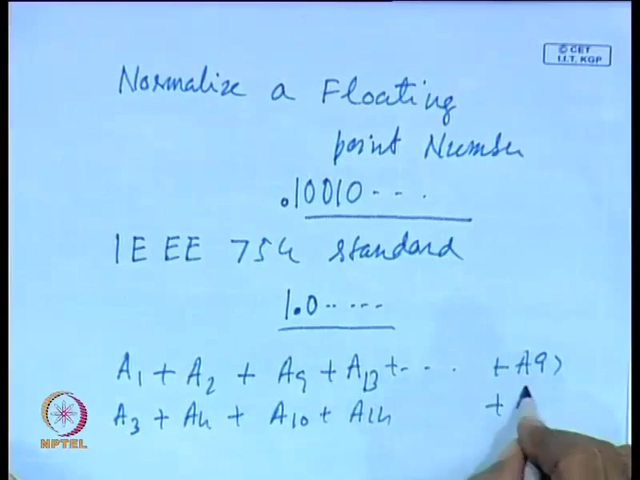 © CET
I.I.T. KGP
Normalize a Floating
point Number
.10010---.
IEEE 754 standard
1.0-----
A1 + A2 + A9 + A13 +--- . + A97
A3 + A4 + A10 + A14 +
NPTEL